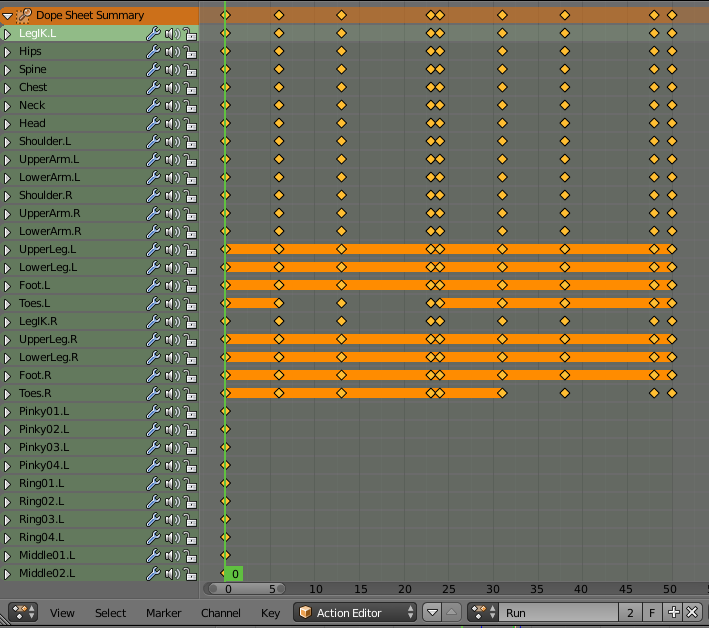 Dope Sheet Summary
LegIK.L
Hips
Spine
Chest
Neck
Head
Shoulder.L
UpperArm.L
LowerArm.L
Shoulder.R
UpperArm.R
LowerArm.R
UpperLeg.L
LowerLeg.L
Foot.L
Toes.L
LegIK.R
UpperLeg.R
LowerLeg.R
Foot.R
Toes.R
Pinky01.L
Pinky02.L
Pinky03.L
Pinky04.L
Ring01.L
Ring02.L
Ring03.L
Ring04.L
Middle01.L
Middle02.L
0
0 5 10 15 20 25 30 35 40 45 50
View Select Marker Channel Key Action Editor Run 2 F